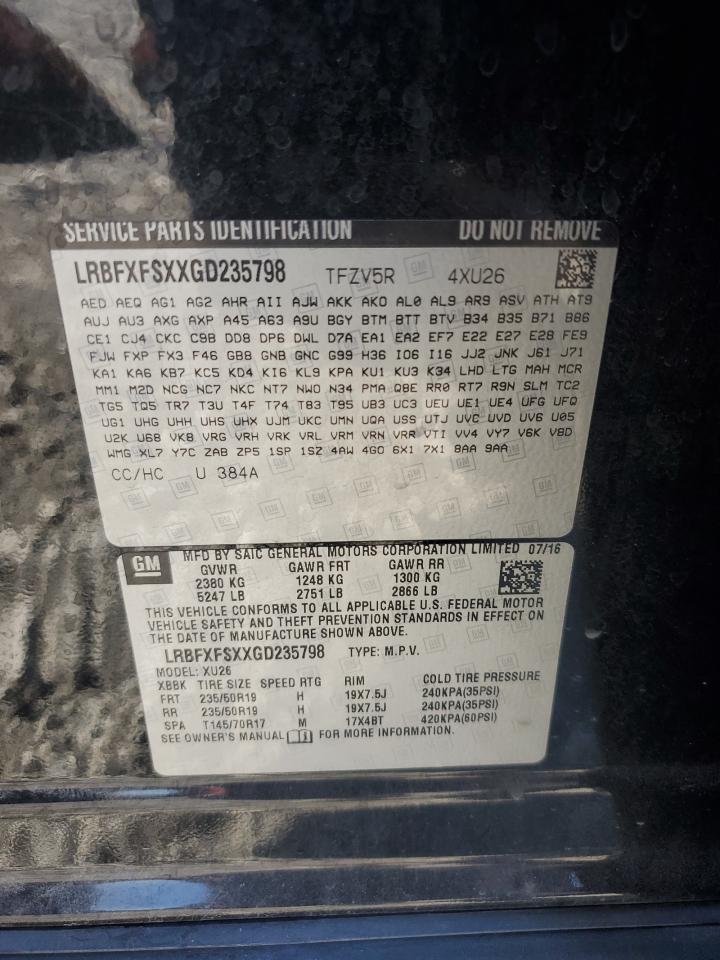 SERVICE PARTS IDENTIFICATION DO NOT REMOVE
LRBFXFSXXGD235798 TFZV5R 4XU26
AED AEQ AG1 AG2 AHR AII AJW AKK AKO AL0 AL9 AR9 ASV ATH AT9
AUJ AU3 AXG AXP A45 A63 A9U BGY BTM BTT BTV B34 B35 B71 B86
CE1 CJ4 CKC CC9 C9B DD8 DP6 DWL D7A EA1 EA2 EF7 E22 E27 E28 FE9
FJW FXP FX3 F46 GB8 GNB GNC G99 H36 IO6 I16 JJ2 JNK J61 J71
KA1 KA6 KB7 KC5 KD4 KI6 KL9 KPA KU1 KU3 K34 LHD LTG MAH MCR
MM1 M2D NCG NC7 NKC NT7 NWO N34 PMA Q8E RR0 RT7 R9N SLM TC2
TG5 TQ5 TR7 T3U T4F T74 T83 T95 UB3 UC3 UEU UE1 UE4 UFG UFQ
UG1 UHG UHH UHS UHX UJM UKC UMN UQA USS UTJ UVC UVD UV6 U05
U2K U68 VK8 VRG VRH VRK VRL VRM VRN VRR VTI VV4 VY7 V6K V8D
WMG XL7 Y7C ZAB ZP5 1SP 1SZ 4AW 4GO 6X1 7X1 8AA 9AA
CC/HC U 384A
GM MFD BY SAIC GENERAL MOTORS CORPORATION LIMITED 07/16
GVWR GAWR FRT GAWR RR
2380 KG 1248 KG 1300 KG
5247 LB 2751 LB 2866 LB
THIS VEHICLE CONFORMS TO ALL APPLICABLE U.S. FEDERAL MOTOR
VEHICLE SAFETY AND THEFT PREVENTION STANDARDS IN EFFECT ON
THE DATE OF MANUFACTURE SHOWN ABOVE.
LRBFXFSXXGD235798 TYPE: M.P.V.
MODEL: XU26
XBBK TIRE SIZE SPEED RTG RIM COLD TIRE PRESSURE
FRT 235/50R19 H 19X7.5J 240KPA(35PSI)
RR 235/50R19 H 19X7.5J 240KPA(35PSI)
SPA T145/70R17 M 17X4BT 420KPA(60PSI)
SEE OWNER'S MANUAL FOR MORE INFORMATION.